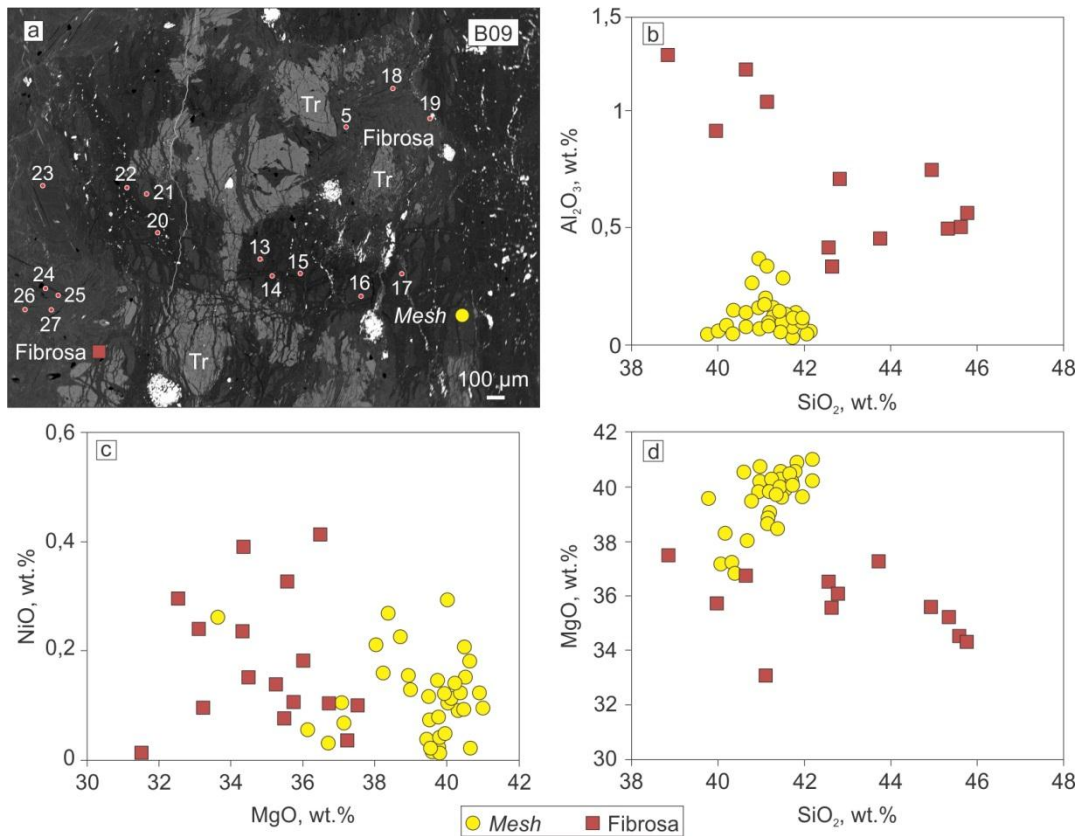 a
B09
18
Tr
5
19
Fibrosa
23
22
Tr
21
20
13
15
14
24
16
17
26
25
27
Mesh
Fibrosa
Tr
100 µm
b
1,5
1
0,5
0
Al₂O₃, wt.%
38 40 42 44 46 48
SiO₂, wt.%
c
0,6
0,4
0,2
0
NiO, wt.%
30 32 34 36 38 40 42
MgO, wt.%
d
42
40
38
36
34
32
30
MgO, wt.%
38 40 42 44 46 48
SiO₂, wt.%
Mesh Fibrosa